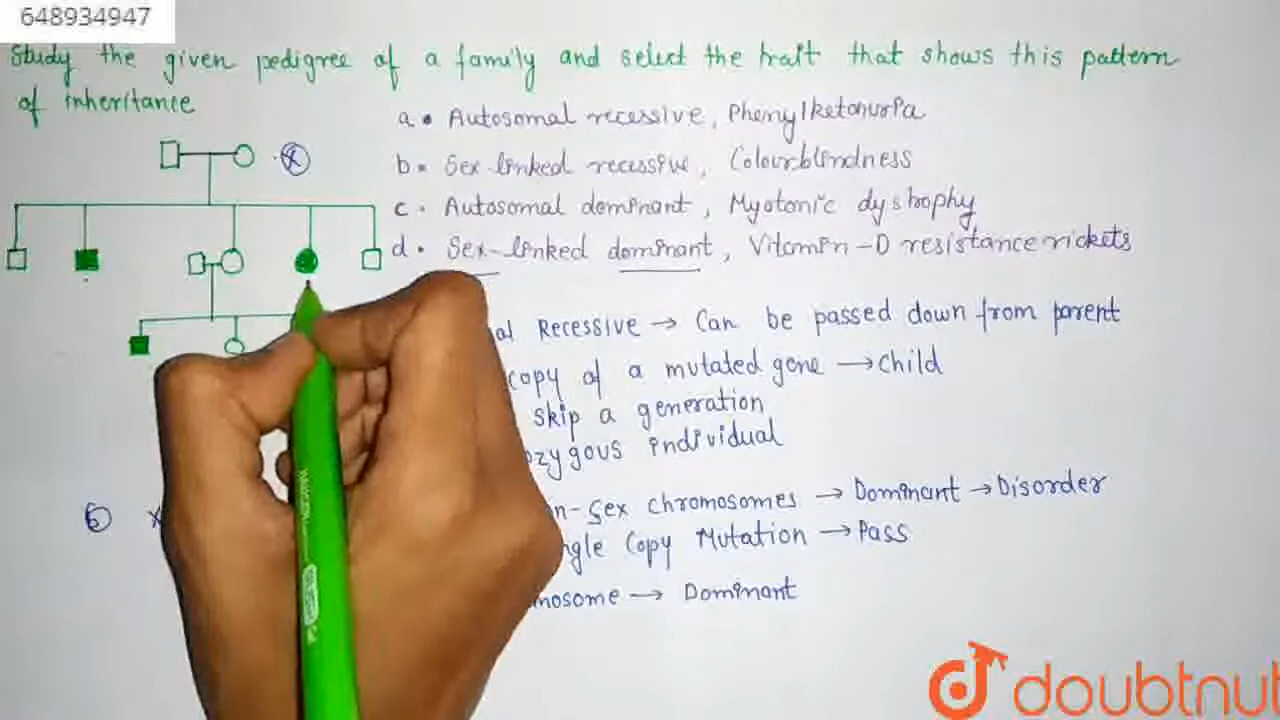 648934947
Study the given pedigree of a family and select the trait that shows this pattern
of inheritance
a. Autosomal recessive, Phenylketonuria
b. Sex-linked recessive, Colourblindness
c. Autosomal dominant, Myotonic dystrophy
d. Sex-linked dominant, Vitamin-D resistance rickets
al Recessive → Can be passed down from parent
copy of a mutated gene → child
skip a generation
ozygous individual
n-sex chromosomes → Dominant → Disorder
ngle Copy Mutation → Pass
mosome → Dominant
6 x
doubtnut